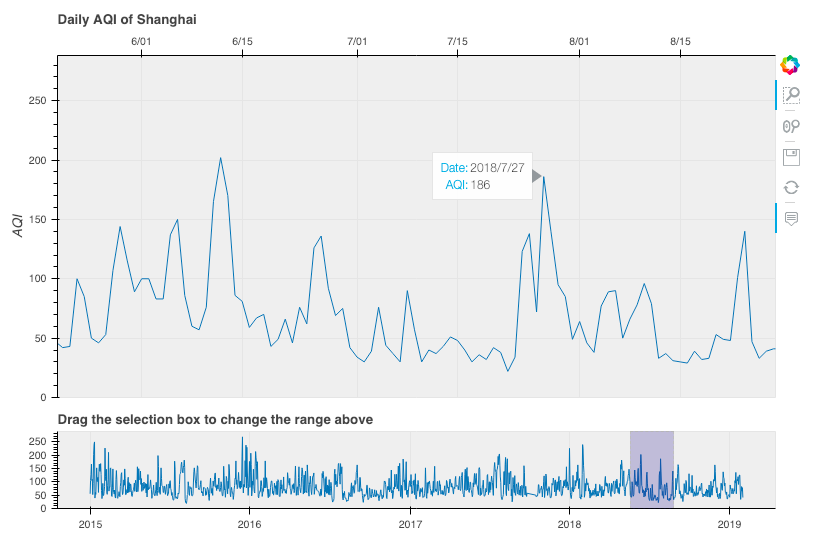 Daily AQI of Shanghai
6/01 6/15 7/01 7/15 8/01 8/15
250
200
Date: 2018/7/27
AQI: 186
150
AQI
100
50
0
Drag the selection box to change the range above
250
200
150
100
50
0
2015 2016 2017 2018 2019